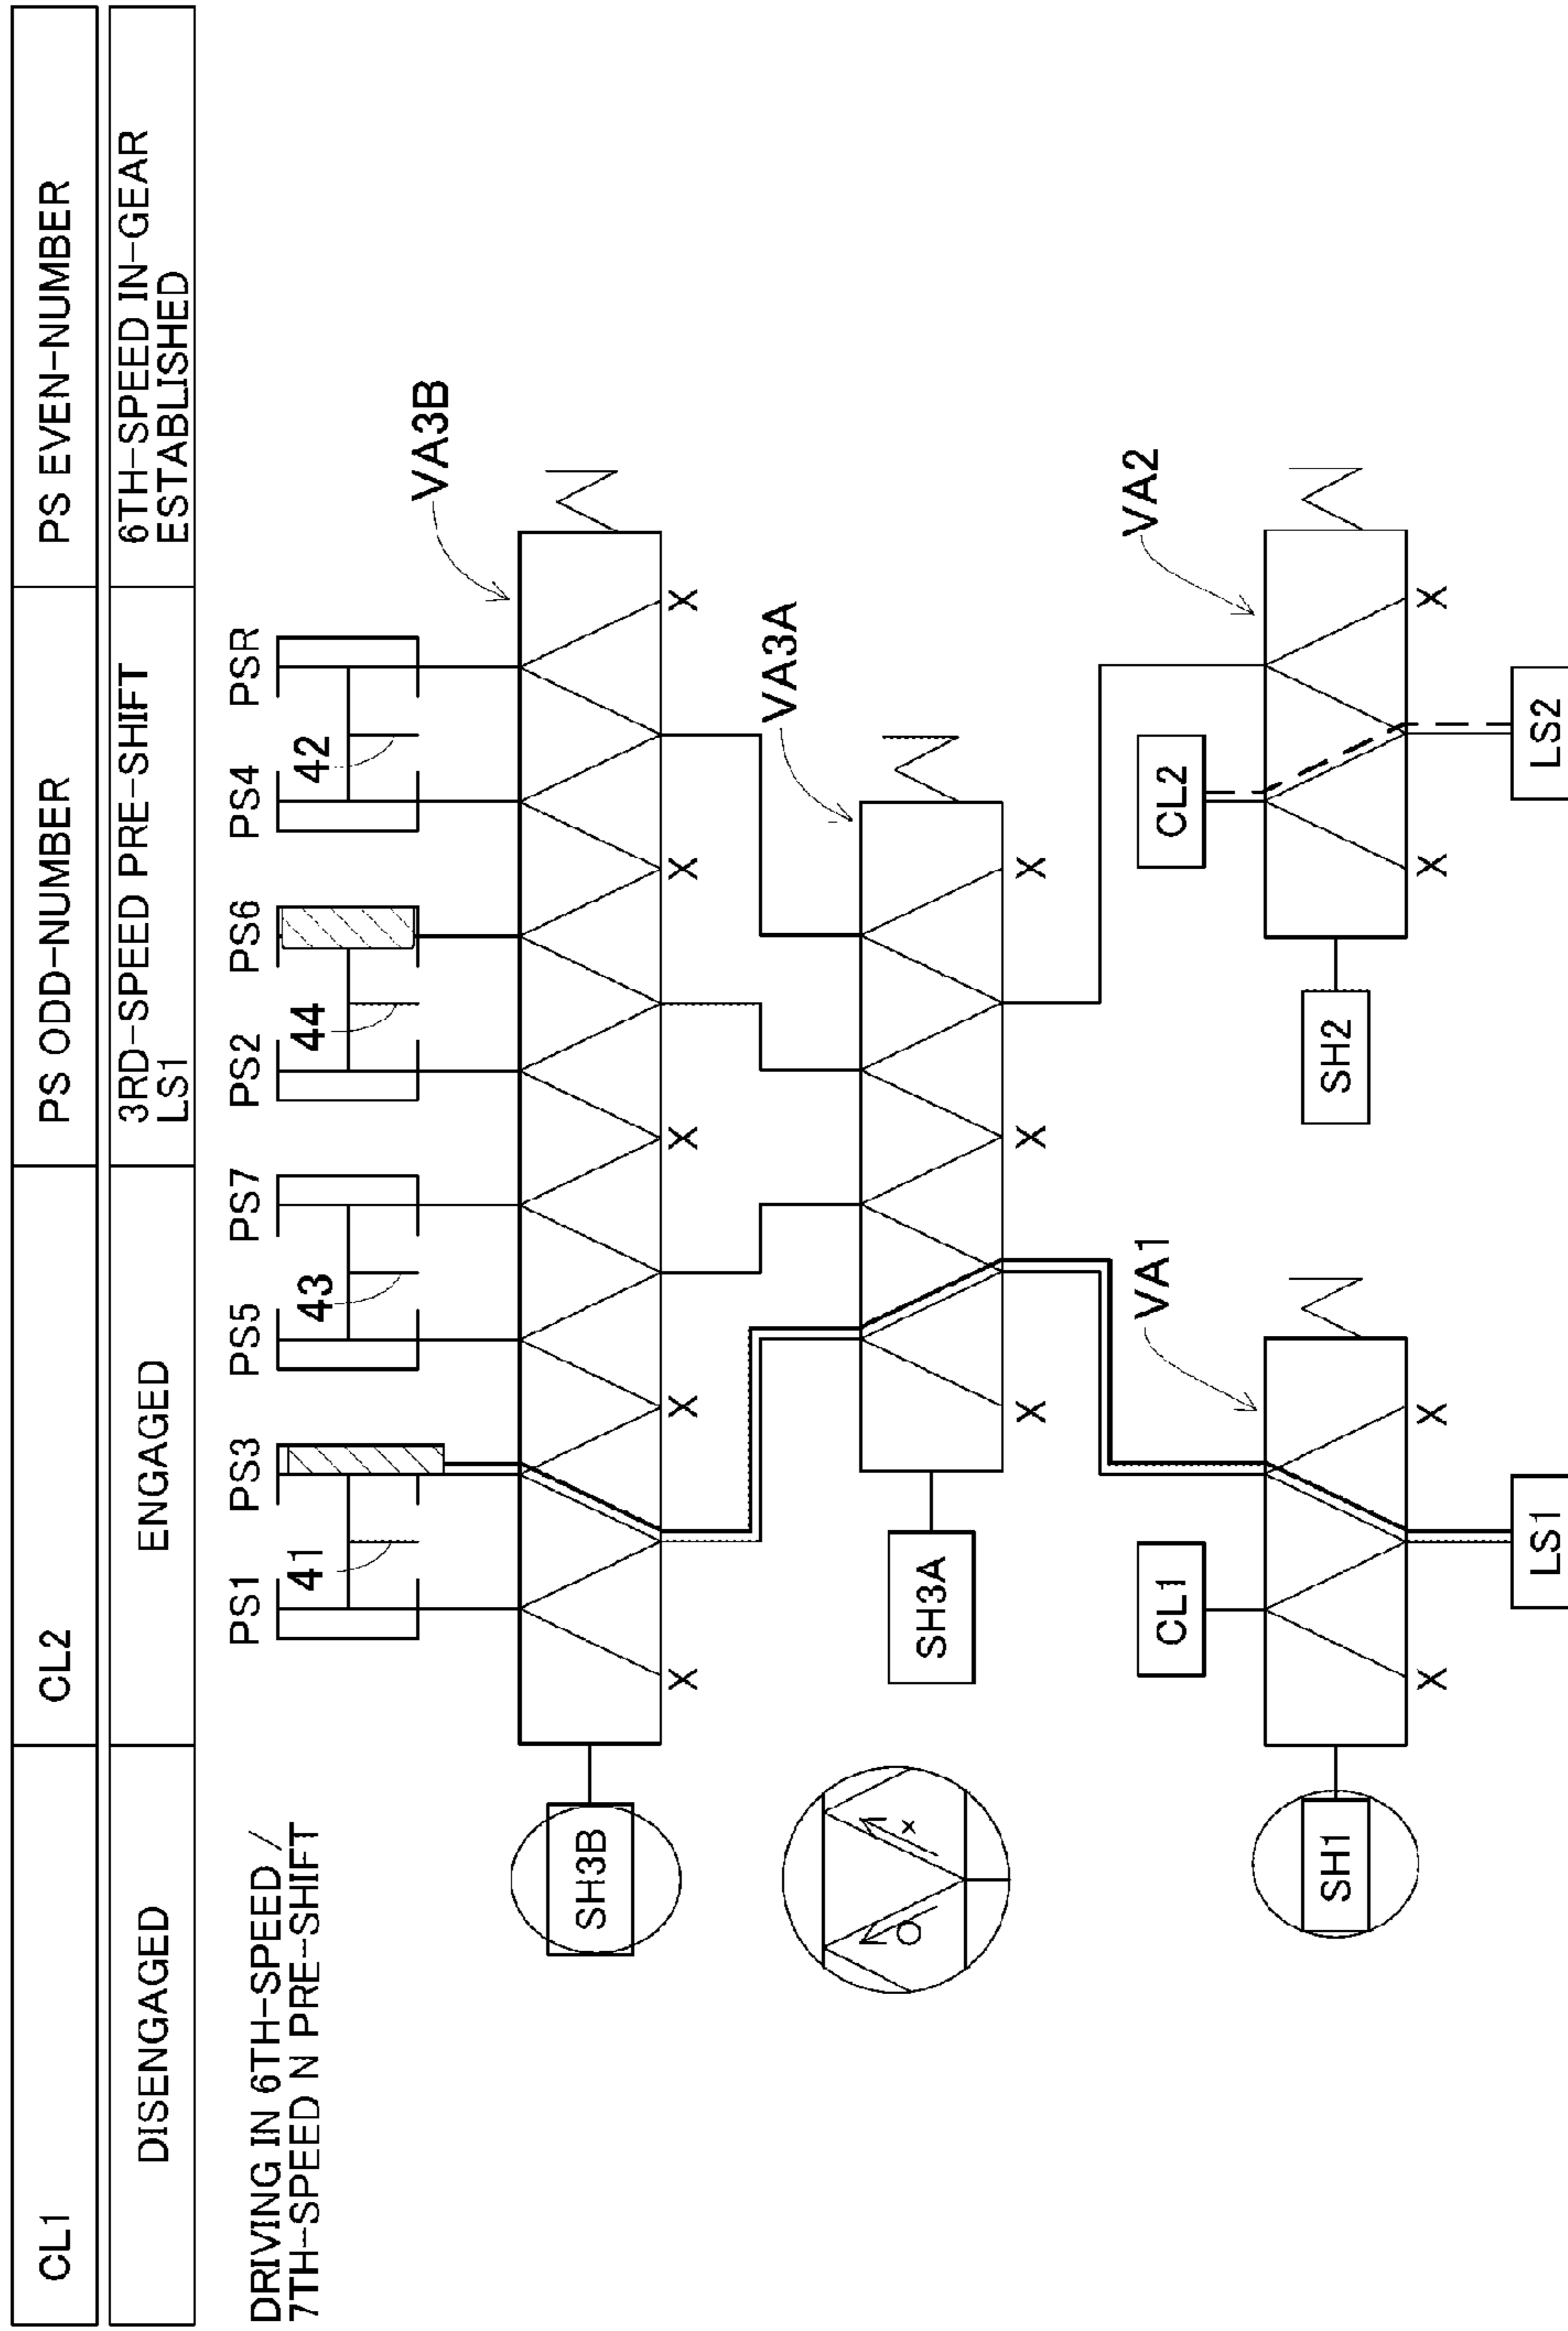 CL1 CL2 PS ODD-NUMBER PS EVEN-NUMBER
DISENGAGED ENGAGED 3RD-SPEED PRE-SHIFT 6TH-SPEED IN-GEAR
LS1 ESTABLISHED
DRIVING IN 6TH-SPEED /
7TH-SPEED N PRE-SHIFT
PS1 PS3 PS5 PS7 PS2 PS6 PS4 PSR
41 43 44 42
VA3B
SH3B
X X X X X
VA3A
O x
SH3A
X X X
VA1 VA2
CL1 CL2
SH1 SH2
X X X X
LS1 LS2